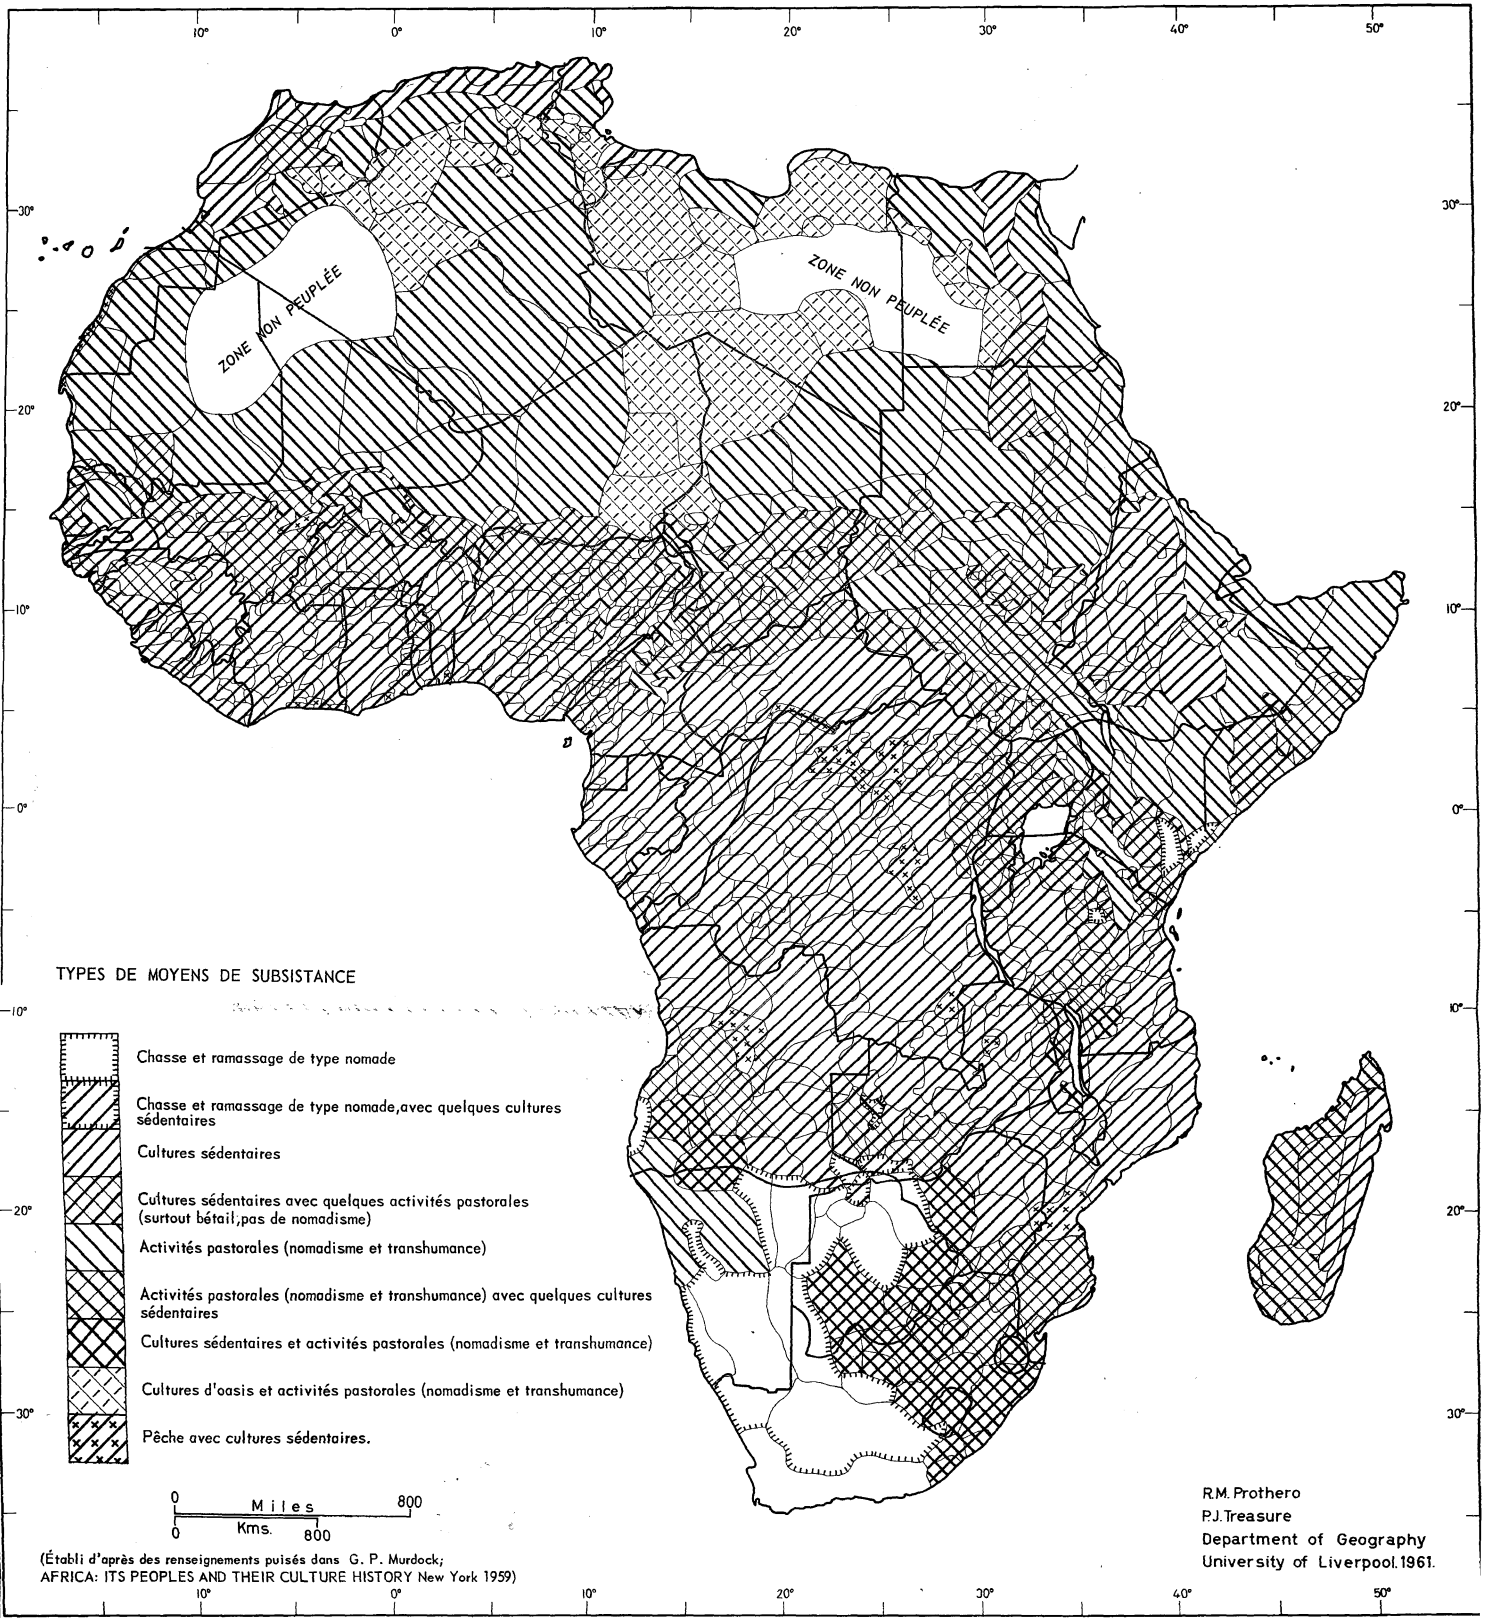 10° 0° 10° 20° 30° 40° 50°
30° 30°
ZONE NON PEUPLÉE
ZONE NON PEUPLÉE
20° 20°
10° 10°
0° 0°
TYPES DE MOYENS DE SUBSISTANCE
10° 10°
Chasse et ramassage de type nomade
Chasse et ramassage de type nomade,avec quelques cultures
sédentaires
Cultures sédentaires
Cultures sédentaires avec quelques activités pastorales
(surtout bétail;pas de nomadisme)
20° 20°
Activités pastorales (nomadisme et transhumance)
Activités pastorales (nomadisme et transhumance) avec quelques cultures
sédentaires
Cultures sédentaires et activités pastorales (nomadisme et transhumance)
Cultures d'oasis et activités pastorales (nomadisme et transhumance)
30° 30°
Pêche avec cultures sédentaires.
0 Miles 800
0 Kms. 800
R.M. Prothero
P.J. Treasure
Department of Geography
University of Liverpool.1961.
(Établi d'après des renseignements puisés dans G. P. Murdock;
AFRICA: ITS PEOPLES AND THEIR CULTURE HISTORY New York 1959)
10° 0° 20° 30° 40° 50°